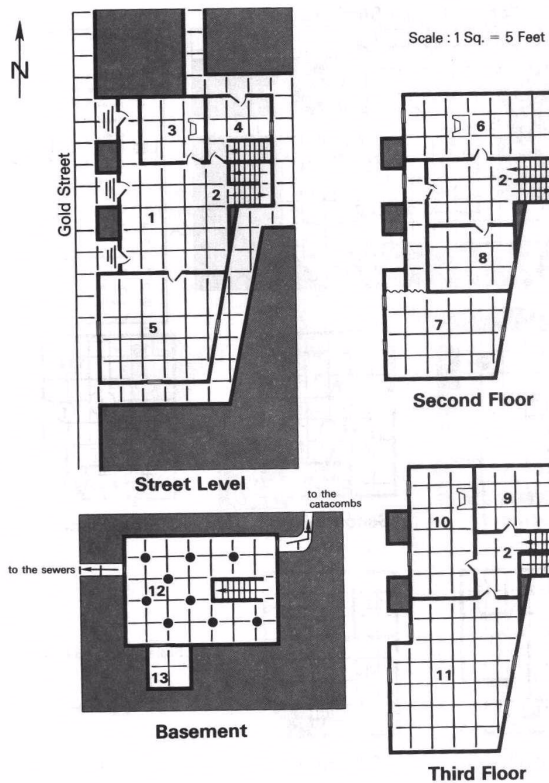 N
Scale : 1 Sq. = 5 Feet
Gold Street
3
4
2
1
5
Street Level
6
2
8
7
Second Floor
to the
catacombs
to the sewers
12
13
Basement
9
10
2
11
Third Floor